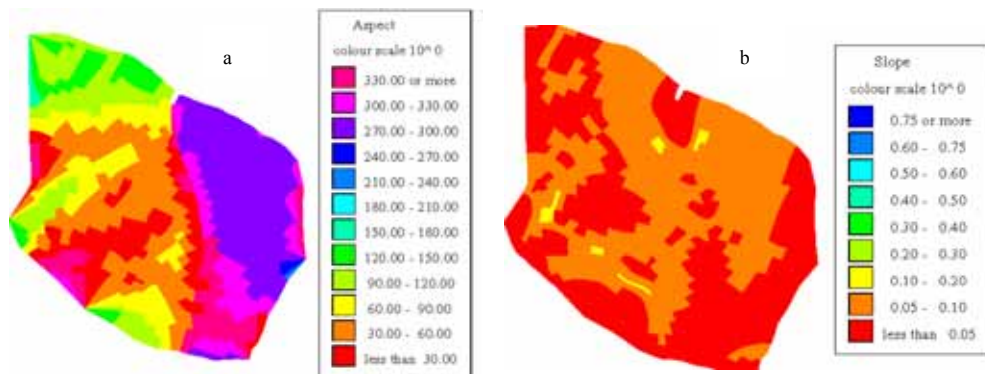 a
Aspect
colour scale 10^ 0
330.00 or more
300.00 - 330.00
270.00 - 300.00
240.00 - 270.00
210.00 - 240.00
180.00 - 210.00
150.00 - 180.00
120.00 - 150.00
90.00 - 120.00
60.00 - 90.00
30.00 - 60.00
less than 30.00
b
Slope
colour scale 10^ 0
0.75 or more
0.60 - 0.75
0.50 - 0.60
0.40 - 0.50
0.30 - 0.40
0.20 - 0.30
0.10 - 0.20
0.05 - 0.10
less than 0.05